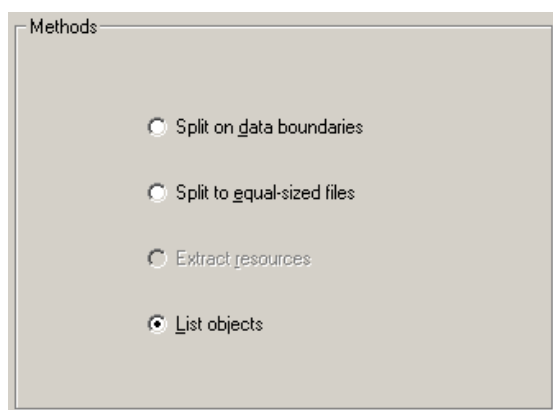 Methods
Split on data boundaries
Split to equal-sized files
Extract resources
List objects